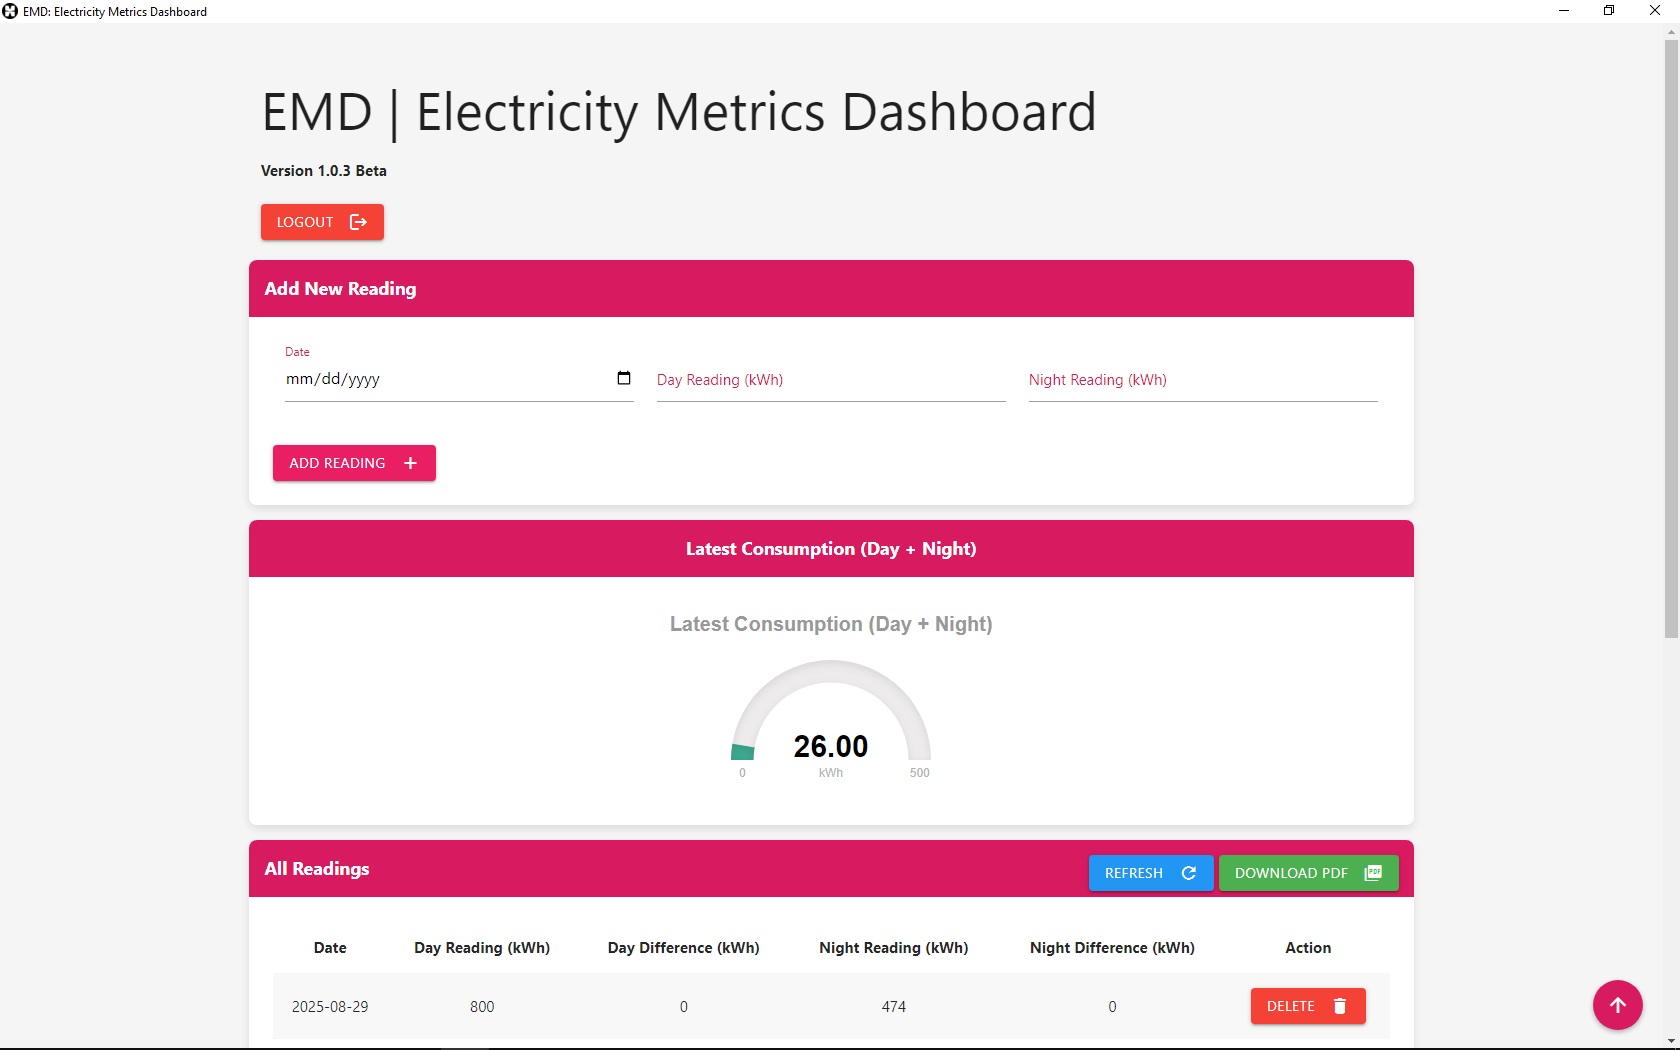 EMD: Electricity Metrics Dashboard
EMD | Electricity Metrics Dashboard
Version 1.0.3 Beta
LOGOUT
Add New Reading
Date
mm/dd/yyyy
Day Reading (kWh)
Night Reading (kWh)
ADD READING
Latest Consumption (Day + Night)
Latest Consumption (Day + Night)
26.00
0 kWh 500
All Readings
REFRESH
DOWNLOAD PDF PDF
Date Day Reading (kWh) Day Difference (kWh) Night Reading (kWh) Night Difference (kWh) Action
2025-08-29 800 0 474 0 DELETE